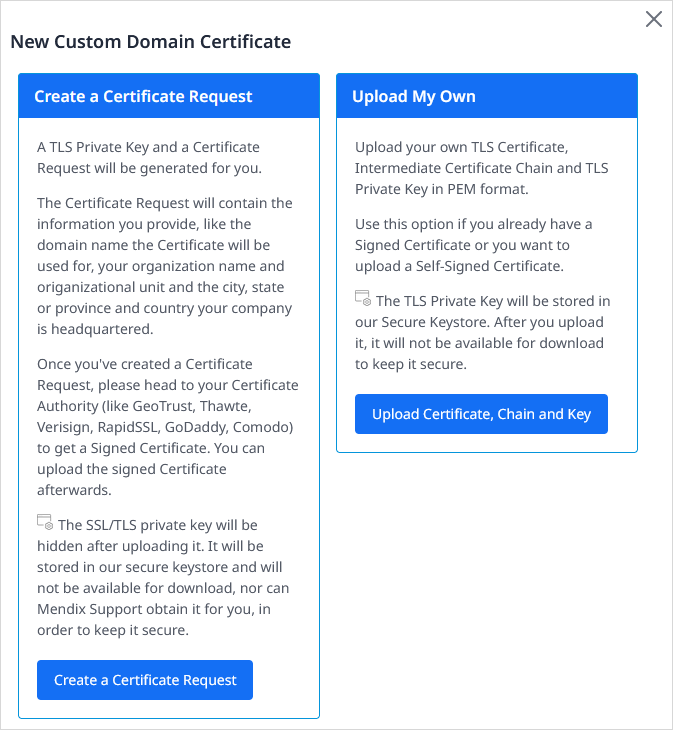 New Custom Domain Certificate
Create a Certificate Request
A TLS Private Key and a Certificate
Request will be generated for you.
The Certificate Request will contain the
information you provide, like the
domain name the Certificate will be
used for, your organization name and
origanizational unit and the city, state
or province and country your company
is headquartered.
Once you've created a Certificate
Request, please head to your Certificate
Authority (like GeoTrust, Thawte,
Verisign, RapidSSL, GoDaddy, Comodo)
to get a Signed Certificate. You can
upload the signed Certificate
afterwards.
The SSL/TLS private key will be
hidden after uploading it. It will be
stored in our secure keystore and will
not be available for download, nor can
Mendix Support obtain it for you, in
order to keep it secure.
Create a Certificate Request
Upload My Own
Upload your own TLS Certificate,
Intermediate Certificate Chain and TLS
Private Key in PEM format.
Use this option if you already have a
Signed Certificate or you want to
upload a Self-Signed Certificate.
The TLS Private Key will be stored in
our Secure Keystore. After you upload
it, it will not be available for download
to keep it secure.
Upload Certificate, Chain and Key